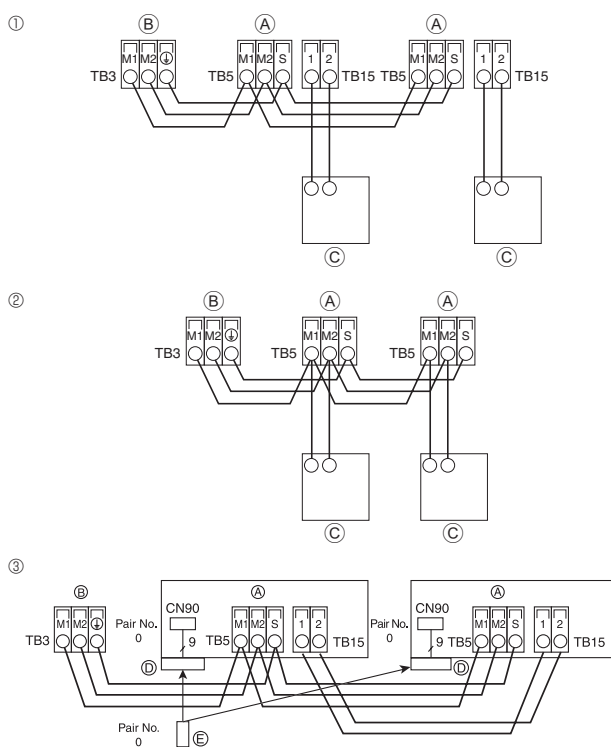 ①
Ⓑ Ⓐ Ⓐ
M1 M2 ⏚ M1 M2 S 1 2 M1 M2 S 1 2
TB3 TB5 TB15 TB5 TB15
Ⓒ Ⓒ
②
Ⓑ Ⓐ Ⓐ
M1 M2 ⏚ M1 M2 S M1 M2 S
TB3 TB5 TB5
Ⓒ Ⓒ
③
Ⓑ Ⓐ Ⓐ
CN90 CN90
M1 M2 ⏚ M1 M2 S 1 2 M1 M2 S 1 2
Pair No. Pair No.
0 0
TB3 9 TB5 TB15 9 TB5 TB15
Ⓓ Ⓓ
Pair No.
0
Ⓔ